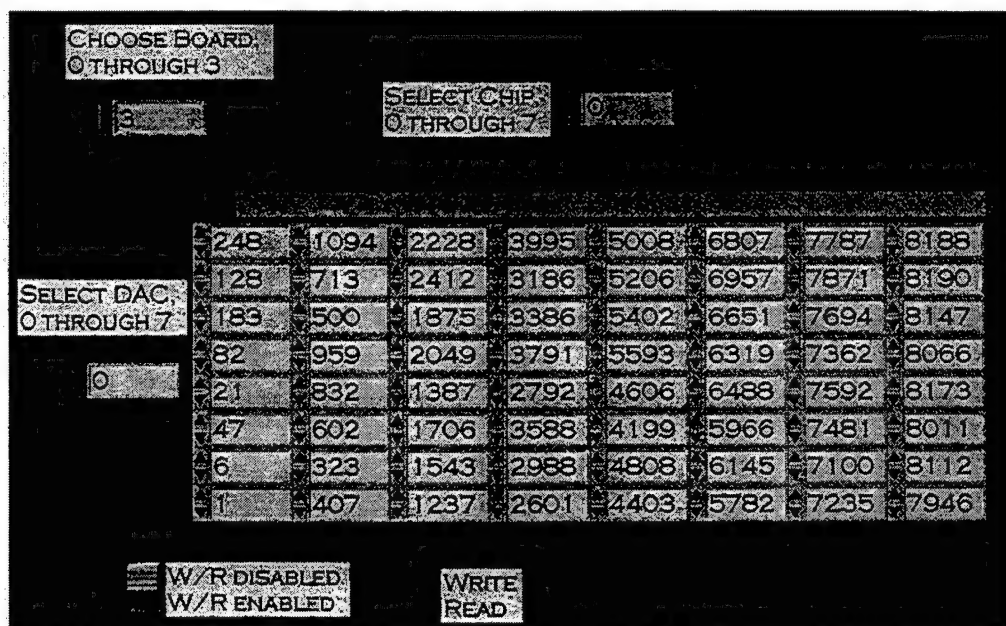 CHOOSE BOARD,
0 THROUGH 3
3
SELECT CHIP,
0 THROUGH 7
0
248 1094 2228 3995 5008 6807 7787 8188
128 713 2412 3186 5206 6957 7871 8190
SELECT DAC,
0 THROUGH 7
183 500 1875 3386 5402 6651 7694 8147
82 959 2049 3791 5593 6319 7362 8066
0
21 832 1387 2792 4606 6488 7592 8173
47 602 1706 3588 4199 5966 7481 8011
6 323 1543 2988 4808 6145 7100 8112
1 407 1237 2601 4403 5782 7235 7946
W/R DISABLED
W/R ENABLED
WRITE
READ